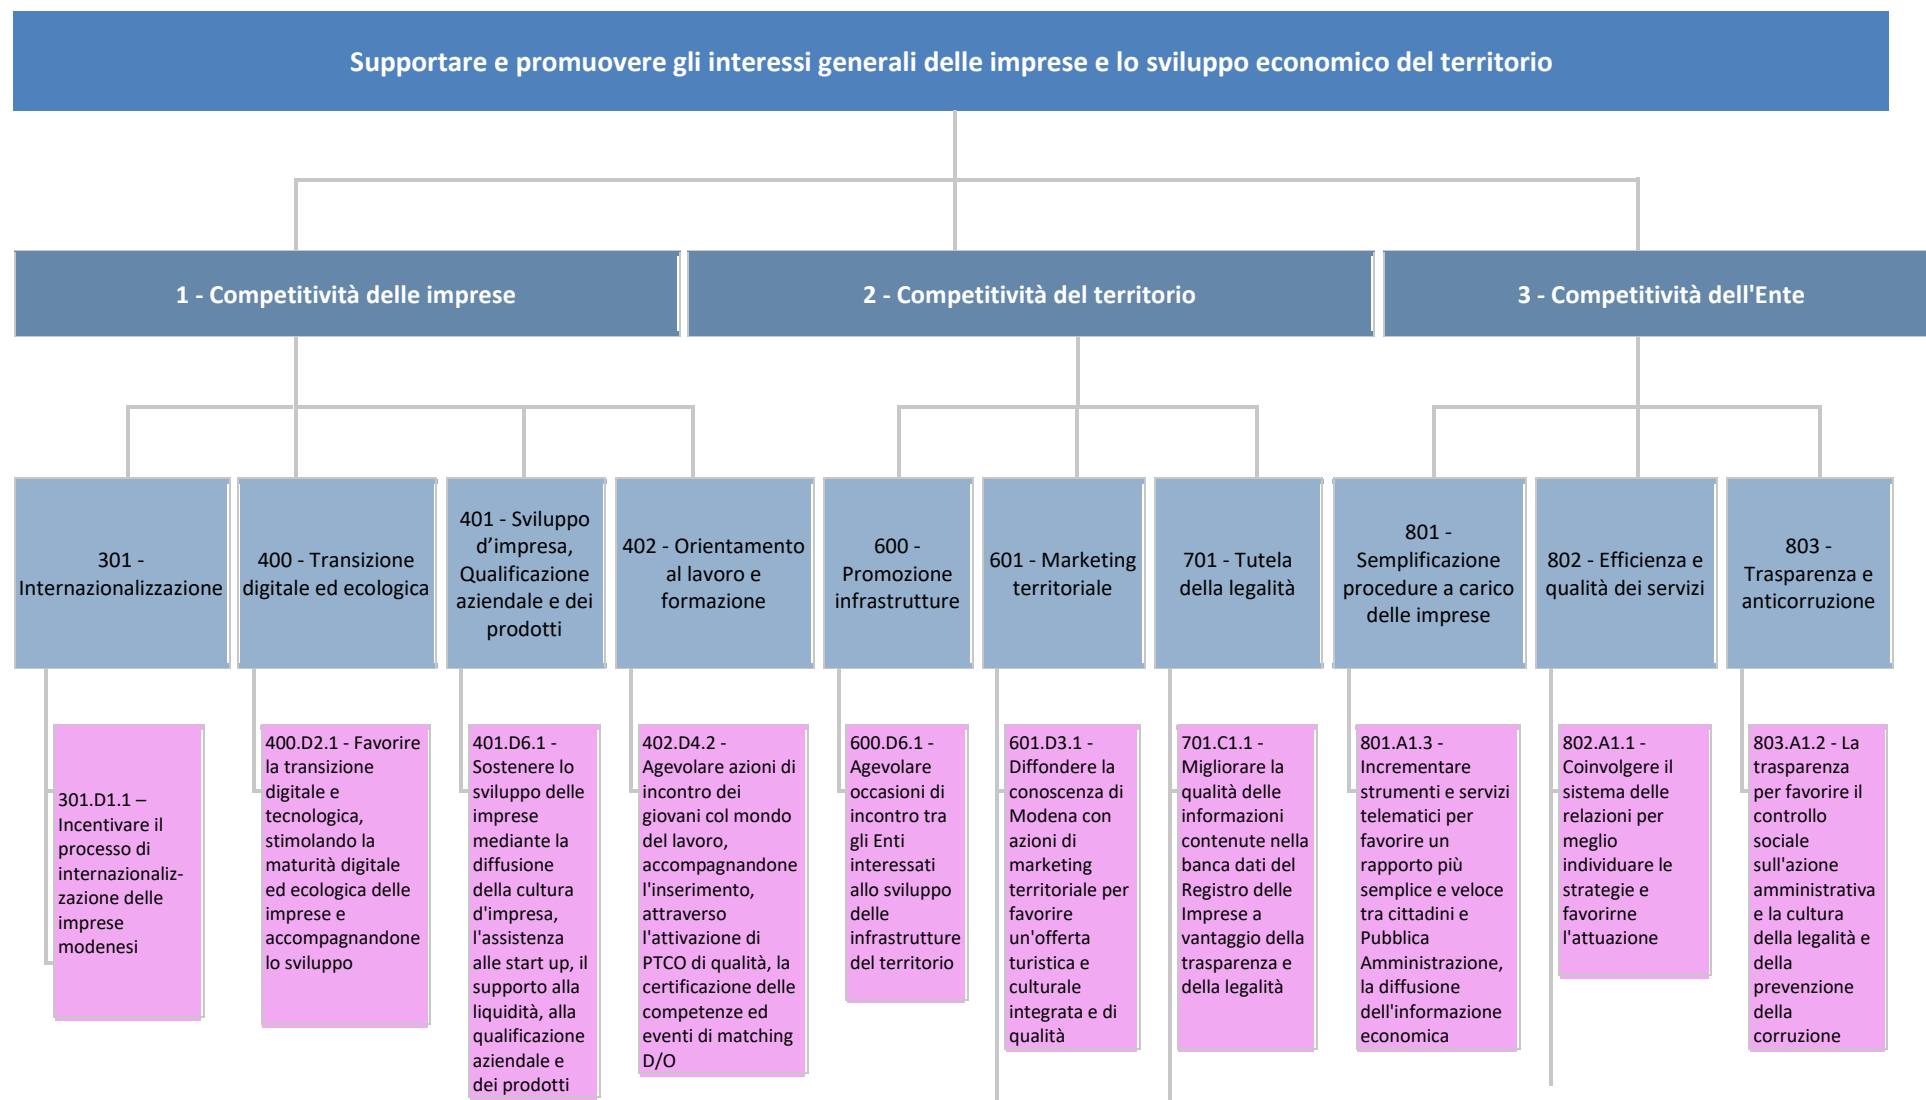 Supportare e promuovere gli interessi generali delle imprese e lo sviluppo economico del territorio
1 - Competitività delle imprese
2 - Competitività del territorio
3 - Competitività dell'Ente
301 -
Internazionalizzazione
400 - Transizione
digitale ed ecologica
401 - Sviluppo
d’impresa,
Qualificazione
aziendale e dei
prodotti
402 - Orientamento
al lavoro e
formazione
600 -
Promozione
infrastrutture
601 - Marketing
territoriale
701 - Tutela
della legalità
801 -
Semplificazione
procedure a carico
delle imprese
802 - Efficienza e
qualità dei servizi
803 -
Trasparenza e
anticorruzione
301.D1.1 –
Incentivare il
processo di
internazionaliz-
zazione delle
imprese
modenesi
400.D2.1 - Favorire
la transizione
digitale e
tecnologica,
stimolando la
maturità digitale
ed ecologica delle
imprese e
accompagnandone
lo sviluppo
401.D6.1 -
Sostenere lo
sviluppo delle
imprese
mediante la
diffusione
della cultura
d'impresa,
l'assistenza
alle start up, il
supporto alla
liquidità, alla
qualificazione
aziendale e
dei prodotti
402.D4.2 -
Agevolare azioni di
incontro dei
giovani col mondo
del lavoro,
accompagnandone
l'inserimento,
attraverso
l'attivazione di
PTCO di qualità, la
certificazione delle
competenze ed
eventi di matching
D/O
600.D6.1 -
Agevolare
occasioni di
incontro tra
gli Enti
interessati
allo sviluppo
delle
infrastrutture
del territorio
601.D3.1 -
Diffondere la
conoscenza di
Modena con
azioni di
marketing
territoriale per
favorire
un'offerta
turistica e
culturale
integrata e di
qualità
701.C1.1 -
Migliorare la
qualità delle
informazioni
contenute nella
banca dati del
Registro delle
Imprese a
vantaggio della
trasparenza e
della legalità
801.A1.3 -
Incrementare
strumenti e servizi
telematici per
favorire un
rapporto più
semplice e veloce
tra cittadini e
Pubblica
Amministrazione,
la diffusione
dell'informazione
economica
802.A1.1 -
Coinvolgere il
sistema delle
relazioni per
meglio
individuare le
strategie e
favorirne
l'attuazione
803.A1.2 - La
trasparenza
per favorire il
controllo
sociale
sull'azione
amministrativa
e la cultura
della legalità e
della
prevenzione
della
corruzione